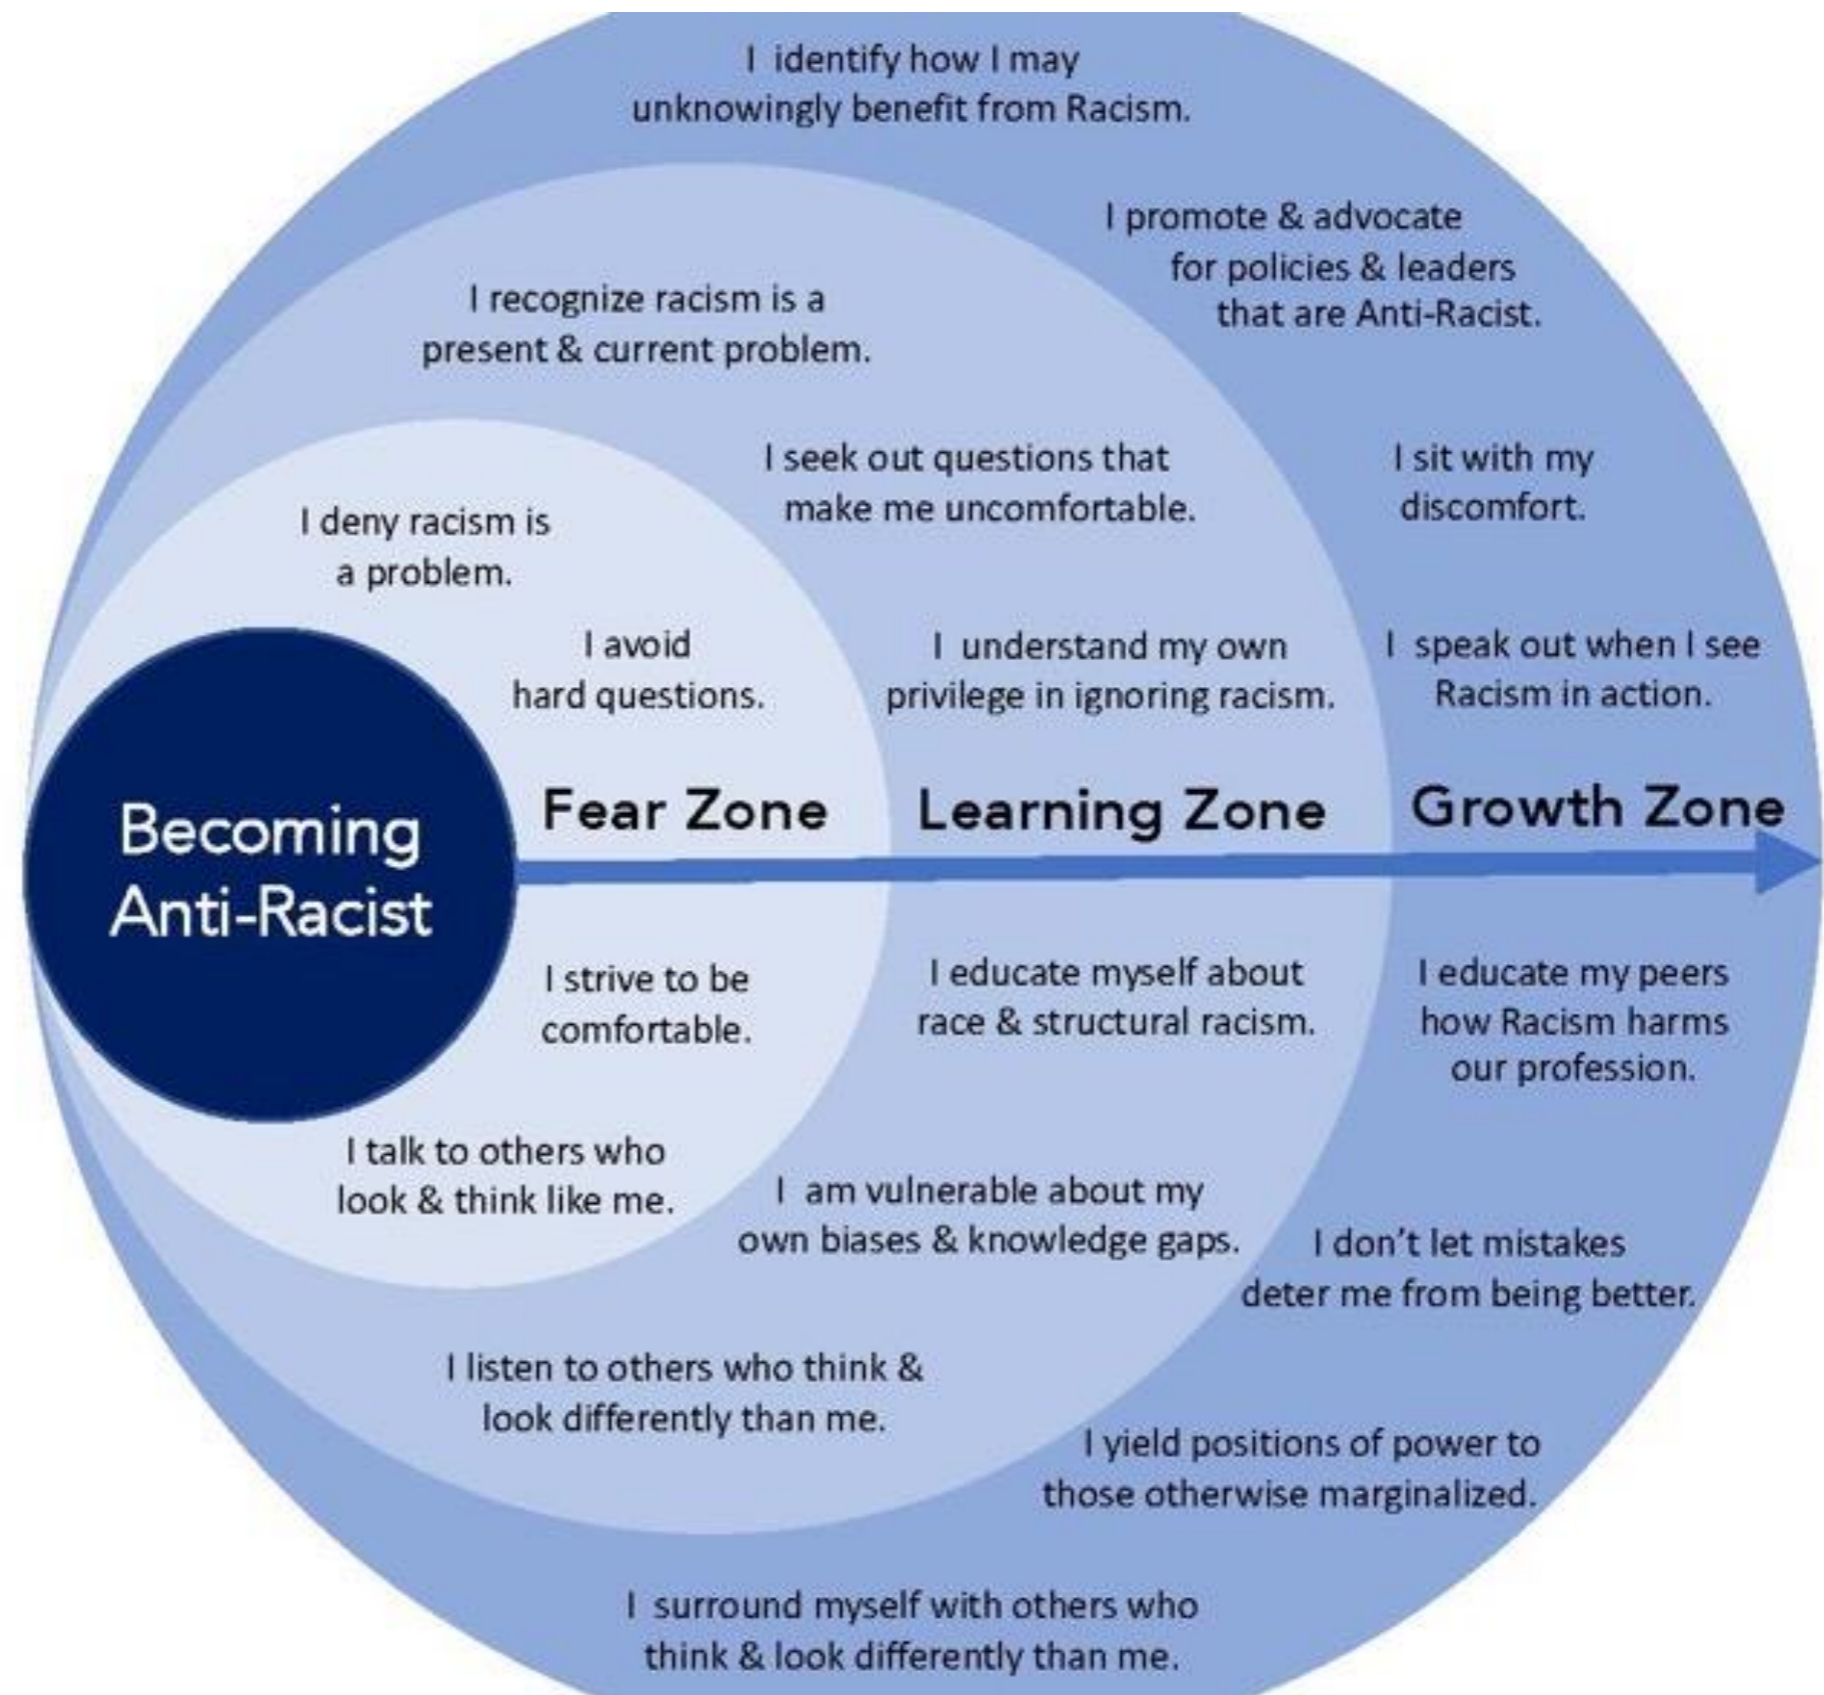 I identify how I may
unknowingly benefit from Racism.
I promote & advocate
for policies & leaders
that are Anti-Racist.
I recognize racism is a
present & current problem.
I seek out questions that
make me uncomfortable.
I sit with my
discomfort.
I deny racism is
a problem.
I avoid
hard questions.
I understand my own
privilege in ignoring racism.
I speak out when I see
Racism in action.
Becoming
Anti-Racist
Fear Zone
Learning Zone
Growth Zone
I strive to be
comfortable.
I educate myself about
race & structural racism.
I educate my peers
how Racism harms
our profession.
I talk to others who
look & think like me.
I am vulnerable about my
own biases & knowledge gaps.
I don't let mistakes
deter me from being better.
I listen to others who think &
look differently than me.
I yield positions of power to
those otherwise marginalized.
I surround myself with others who
think & look differently than me.